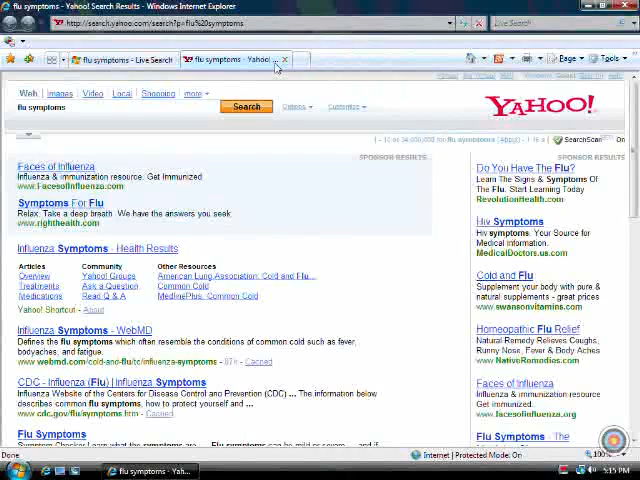 flu symptoms - Yahoo! Search Results - Windows Internet Explorer
http://search.yahoo.com/search?p=flu%20symptoms
Live Search
flu symptoms - Live Search
flu symptoms - Yahoo! ...
Page
Tools
Web Images Video Local Shopping more
flu symptoms
Search
Options
Customize
YAHOO!
SearchScan
On
SPONSOR RESULTS
Faces of Influenza
Influenza & immunization resource. Get Immunized
www.FacesofInfluenza.com
Symptoms For Flu
Relax. Take a deep breath. We have the answers you seek.
www.righthealth.com
Influenza Symptoms - Health Results
Articles Community Other Resources
Overview Yahoo! Groups American Lung Association: Cold and Flu...
Treatments Ask a Question Common Cold
Medications Read Q & A MedlinePlus: Common Cold
Yahoo! Shortcut - About
Influenza Symptoms - WebMD
Defines the flu symptoms which often resemble the conditions of common cold such as fever,
bodyaches, and fatigue.
www.webmd.com/cold-and-flu/tc/influenza-symptoms - 87k - Cached
CDC - Influenza (Flu) | Influenza Symptoms
Influenza Website of the Centers for Disease Control and Prevention (CDC) ... The information below
describes common flu symptoms, how to protect yourself and ...
www.cdc.gov/flu/symptoms.htm - Cached
Flu Symptoms
SPONSOR RESULTS
Do You Have The Flu?
Learn The Signs & Symptoms Of
The Flu. Start Learning Today
RevolutionHealth.com
Hiv Symptoms
Hiv symptoms. Your Source for
Medical Information.
MedicalDoctors.us.com
Cold and Flu
Supplement your body with pure &
natural supplements - great prices
www.swansonvitamins.com
Homeopathic Flu Relief
Natural Remedies Relieves Coughs,
Runny Nose, Fever & Body Aches
www.NativeRemedies.com
Faces of Influenza
Influenza & immunization resource
Get immunized.
www.facesofinfluenza.org
Flu Symptoms - The
Done
Internet | Protected Mode: On
100%
flu symptoms - Yah...
5:15 PM